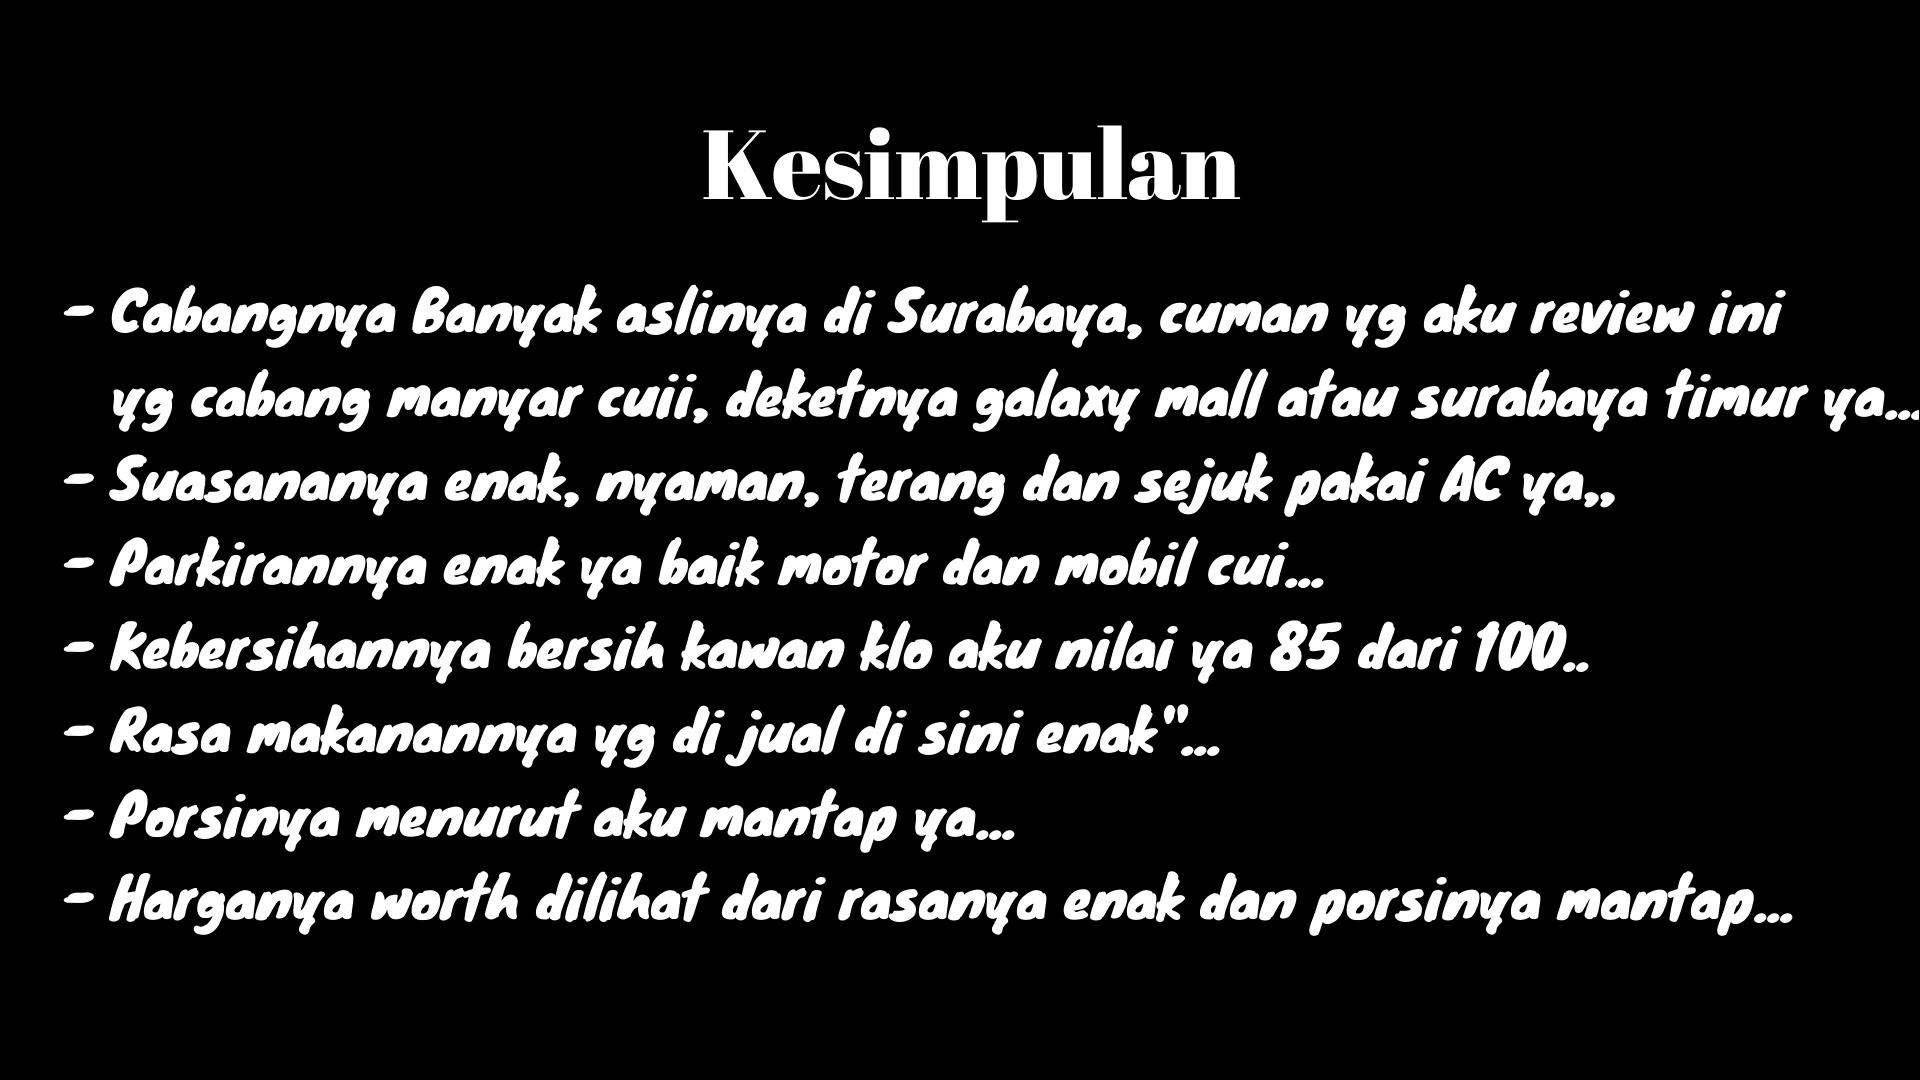 Kesimpulan
- Cabangnya Banyak aslinya di Surabaya, cuman yg aku review ini
yg cabang manyar cuii, deketnya galaxy mall atau surabaya timur ya...
- Suasananya enak, nyaman, terang dan sejuk pakai AC ya,,
- Parkirannya enak ya baik motor dan mobil cui...
- Kebersihannya bersih kawan klo aku nilai ya 85 dari 100..
- Rasa makanannya yg di jual di sini enak"...
- Porsinya menurut aku mantap ya...
- Harganya worth dilihat dari rasanya enak dan porsinya mantap...